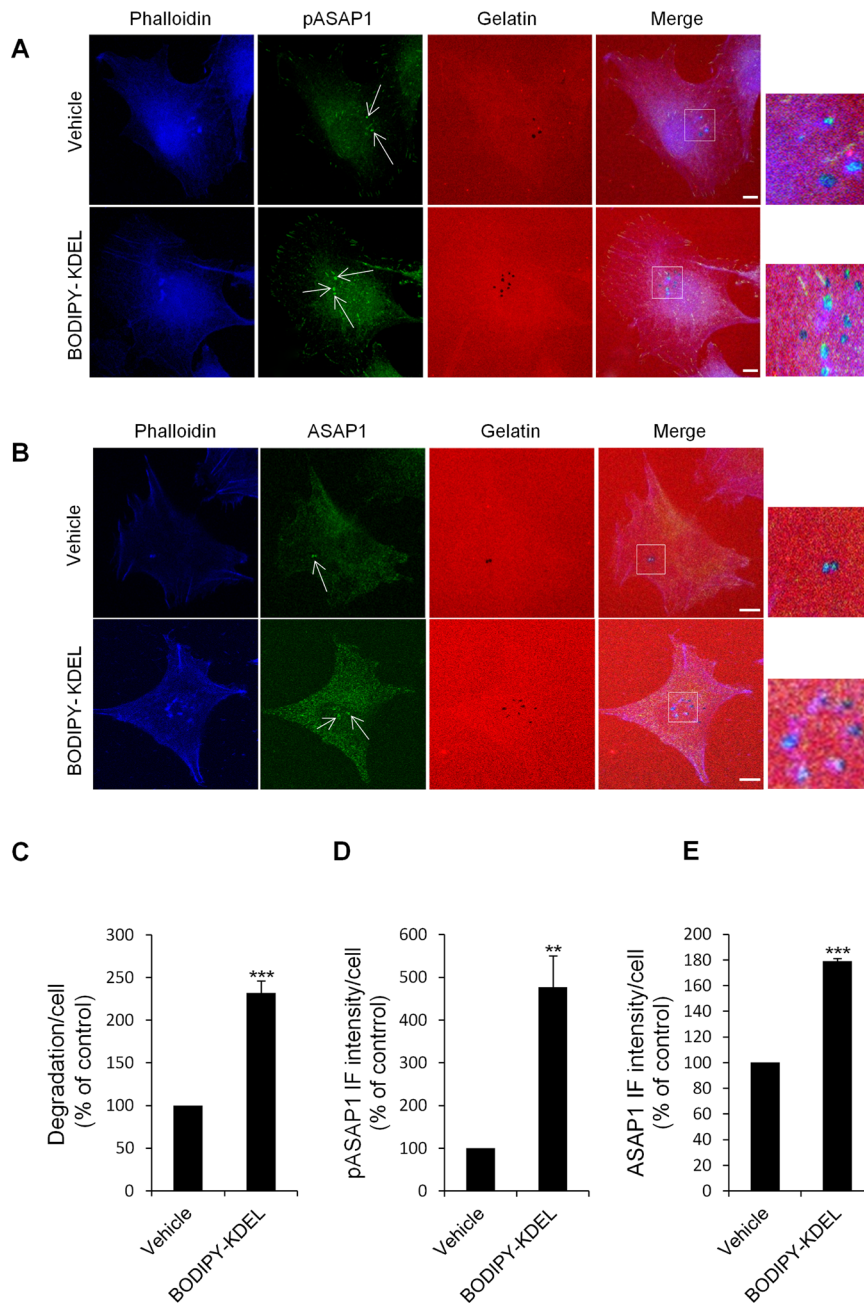 Phalloidin pASAP1 Gelatin Merge
A
Vehicle
BODIPY- KDEL
Phalloidin ASAP1 Gelatin Merge
B
Vehicle
BODIPY- KDEL
C D E
Degradation/cell
(% of control)
300
250
200
150
100
50
0
***
Vehicle
BODIPY-KDEL
pASAP1 IF intensity/cell
(% of contrrol)
600
500
400
300
200
100
0
**
Vehicle
BODIPY-KDEL
ASAP1 IF intensity/cell
(% of control)
200
180
160
140
120
100
80
60
40
20
0
***
Vehicle
BODIPY-KDEL